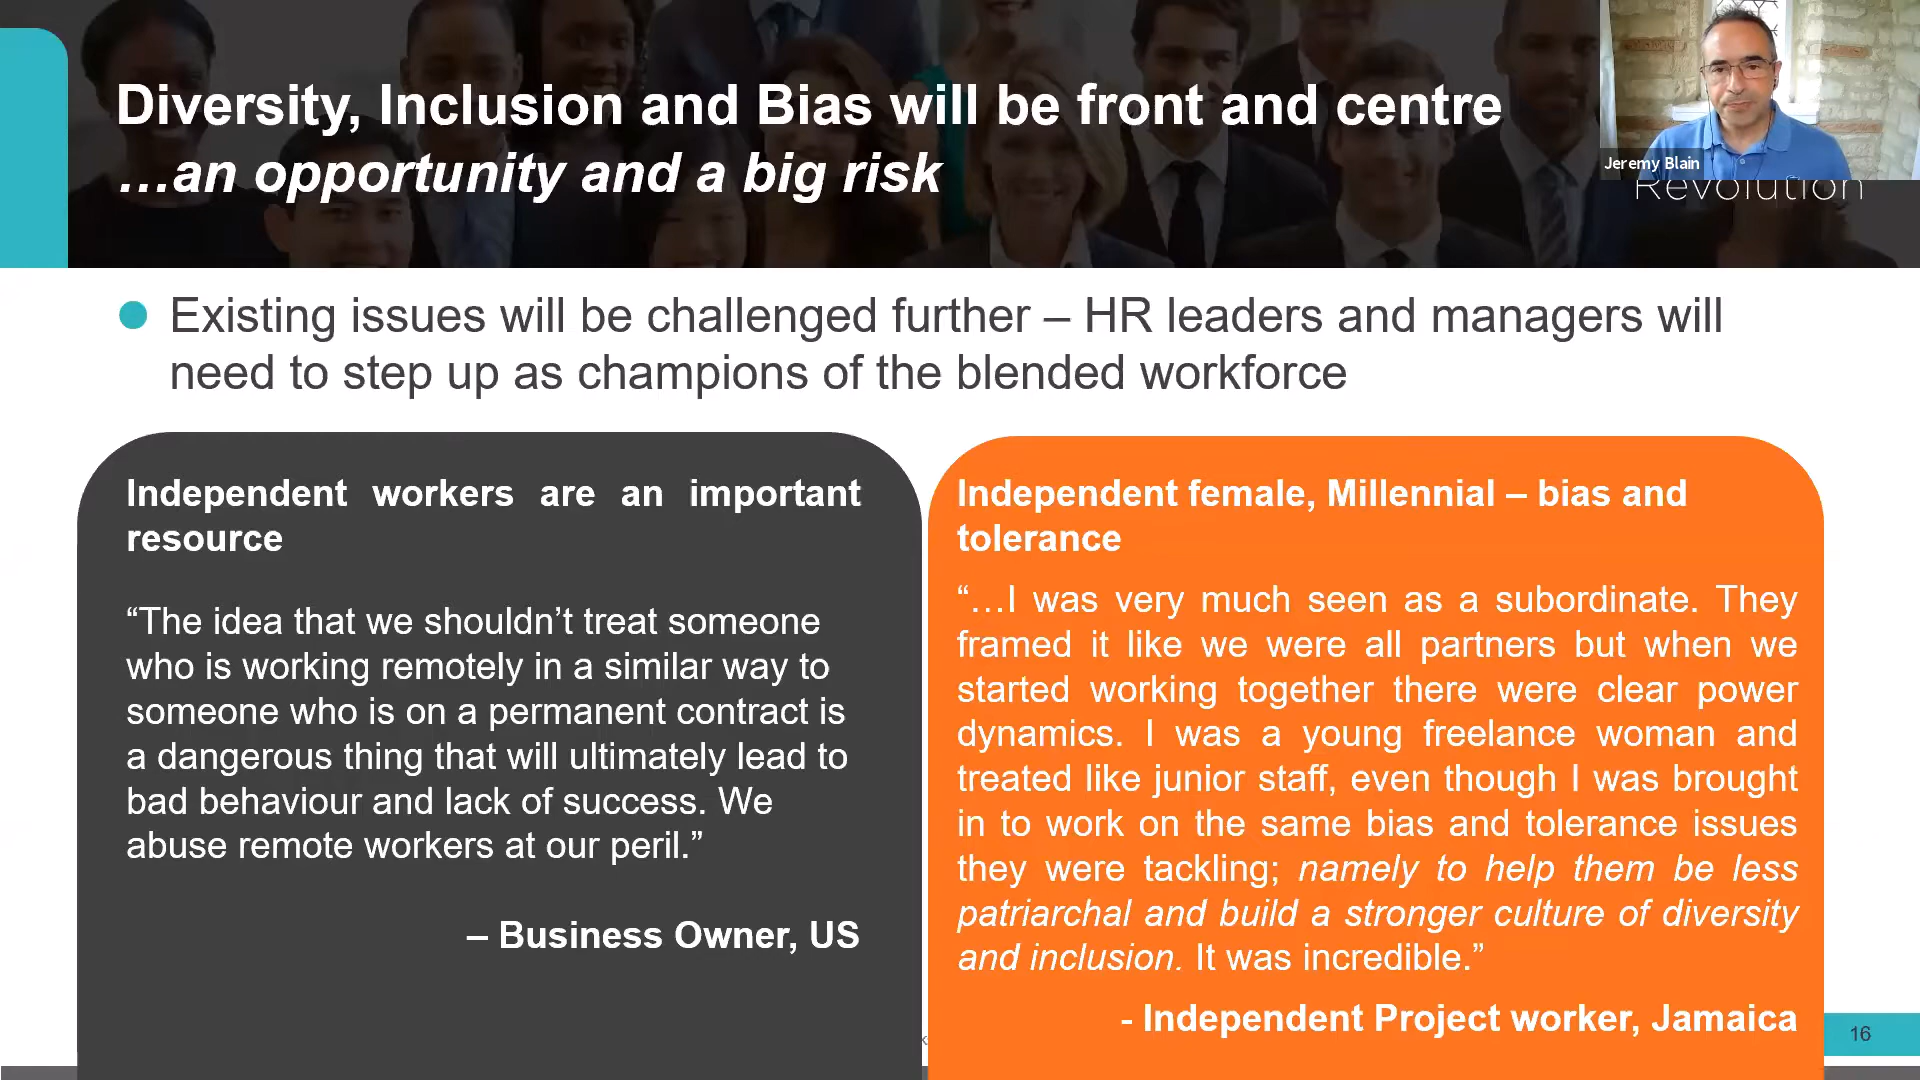 Diversity, Inclusion and Bias will be front and centre
…an opportunity and a big risk
Jeremy Blain
Revolution
Existing issues will be challenged further – HR leaders and managers will
need to step up as champions of the blended workforce
Independent workers are an important
resource
“The idea that we shouldn’t treat someone
who is working remotely in a similar way to
someone who is on a permanent contract is
a dangerous thing that will ultimately lead to
bad behaviour and lack of success. We
abuse remote workers at our peril.”
– Business Owner, US
Independent female, Millennial – bias and
tolerance
“…I was very much seen as a subordinate. They
framed it like we were all partners but when we
started working together there were clear power
dynamics. I was a young freelance woman and
treated like junior staff, even though I was brought
in to work on the same bias and tolerance issues
they were tackling; namely to help them be less
patriarchal and build a stronger culture of diversity
and inclusion. It was incredible.”
- Independent Project worker, Jamaica
16